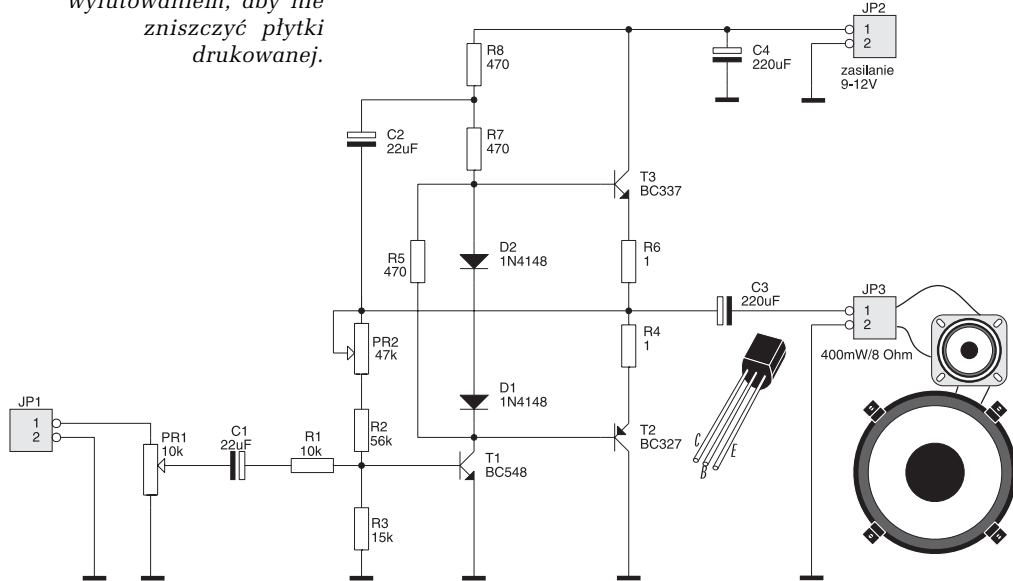 wylutowaniem, aby nie
zniszczyć płytki
drukowanej.
JP2
1
2
zasilanie
9-12V
C4
220uF
R8
470
C2
22uF
R7
470
T3
BC337
R5
470
D2
1N4148
R6
1
C3
220uF
JP3
1
2
400mW/8 Ohm
PR2
47k
R4
1
D1
1N4148
JP1
1
2
PR1
10k
C1
22uF
R1
10k
R2
56k
T1
BC548
T2
BC327
C
B
E
R3
15k